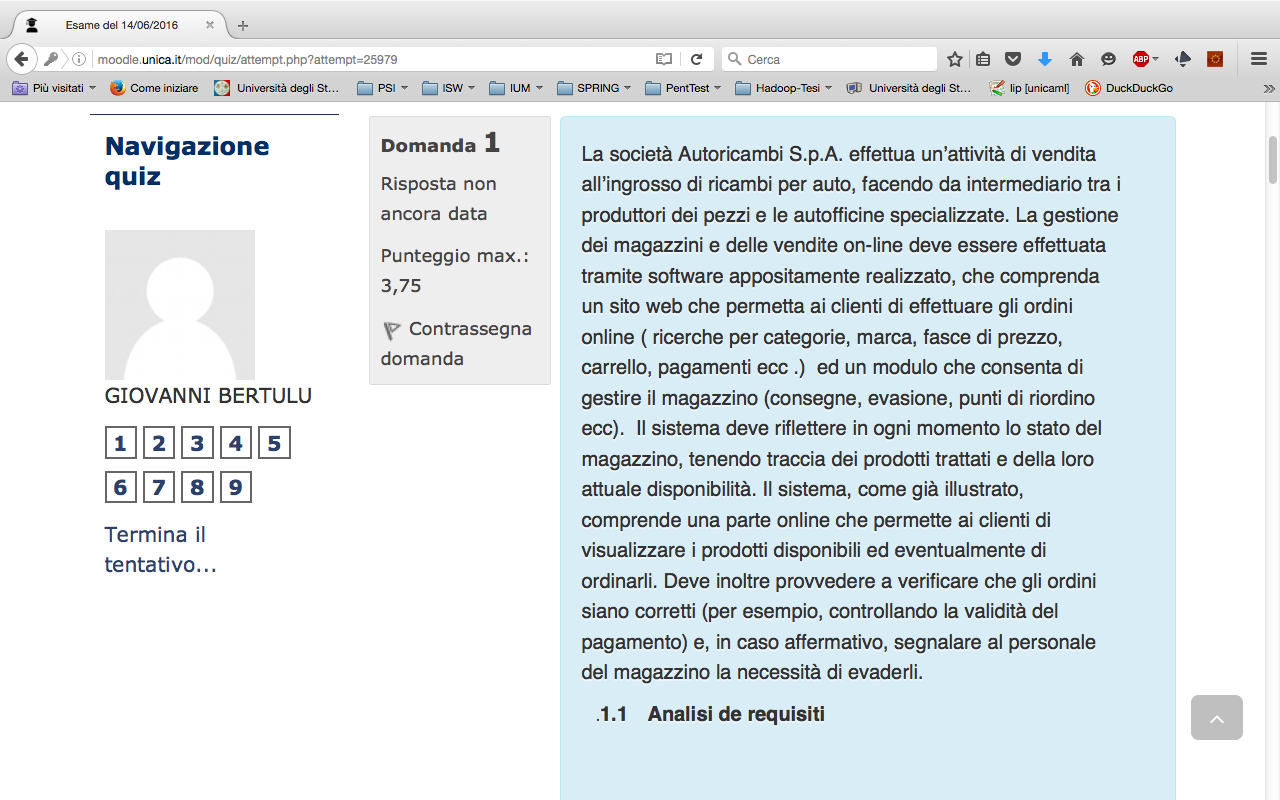 Esame del 14/06/2016
moodle.unica.it/mod/quiz/attempt.php?attempt=25979
Cerca
ABP
Più visitati
Come iniziare
Università degli St...
PSI
ISW
IUM
SPRING
PenTest
Hadoop-Tesi
Università degli St...
lip [unicaml]
DuckDuckGo
Navigazione
quiz
GIOVANNI BERTULU
1 2 3 4 5
6 7 8 9
Termina il
tentativo...
Domanda 1
Risposta non
ancora data
Punteggio max.:
3,75
Contrassegna
domanda
La società Autoricambi S.p.A. effettua un'attività di vendita
all'ingrosso di ricambi per auto, facendo da intermediario tra i
produttori dei pezzi e le autofficine specializzate. La gestione
dei magazzini e delle vendite on-line deve essere effettuata
tramite software appositamente realizzato, che comprenda
un sito web che permetta ai clienti di effettuare gli ordini
online ( ricerche per categorie, marca, fasce di prezzo,
carrello, pagamenti ecc .)  ed un modulo che consenta di
gestire il magazzino (consegne, evasione, punti di riordino
ecc).  Il sistema deve riflettere in ogni momento lo stato del
magazzino, tenendo traccia dei prodotti trattati e della loro
attuale disponibilità. Il sistema, come già illustrato,
comprende una parte online che permette ai clienti di
visualizzare i prodotti disponibili ed eventualmente di
ordinarli. Deve inoltre provvedere a verificare che gli ordini
siano corretti (per esempio, controllando la validità del
pagamento) e, in caso affermativo, segnalare al personale
del magazzino la necessità di evaderli.
.1.1 Analisi de requisiti